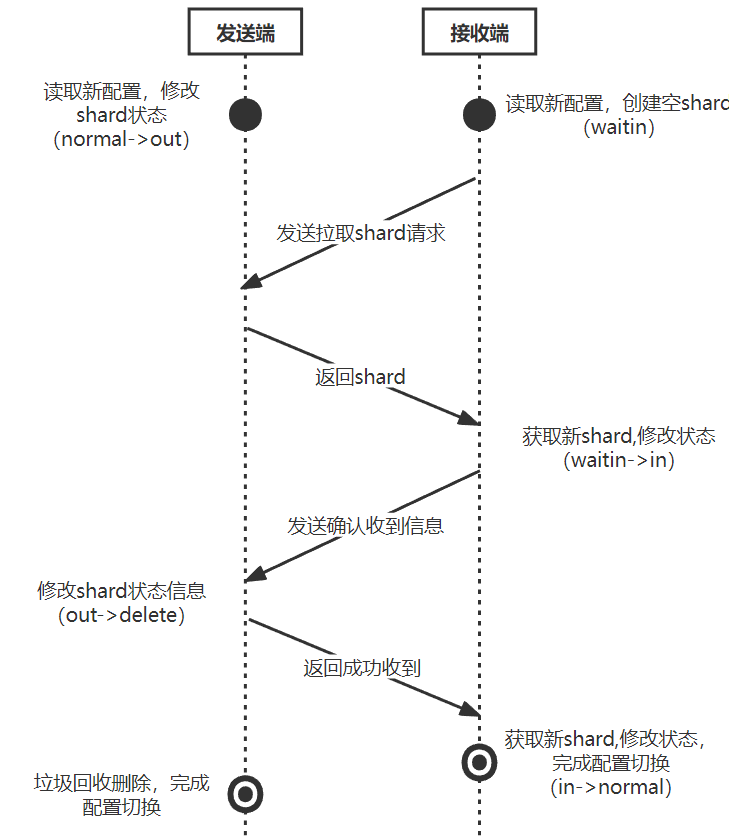 发送端
接收端
读取新配置，修改
shard状态
（normal->out）
读取新配置，创建空shard
（waitin）
发送拉取shard请求
返回shard
获取新shard,修改状态
（waitin->in）
发送确认收到信息
修改shard状态信息
（out->delete）
返回成功收到
获取新shard,修改状态，
完成配置切换
（in->normal）
垃圾回收删除，完成
配置切换